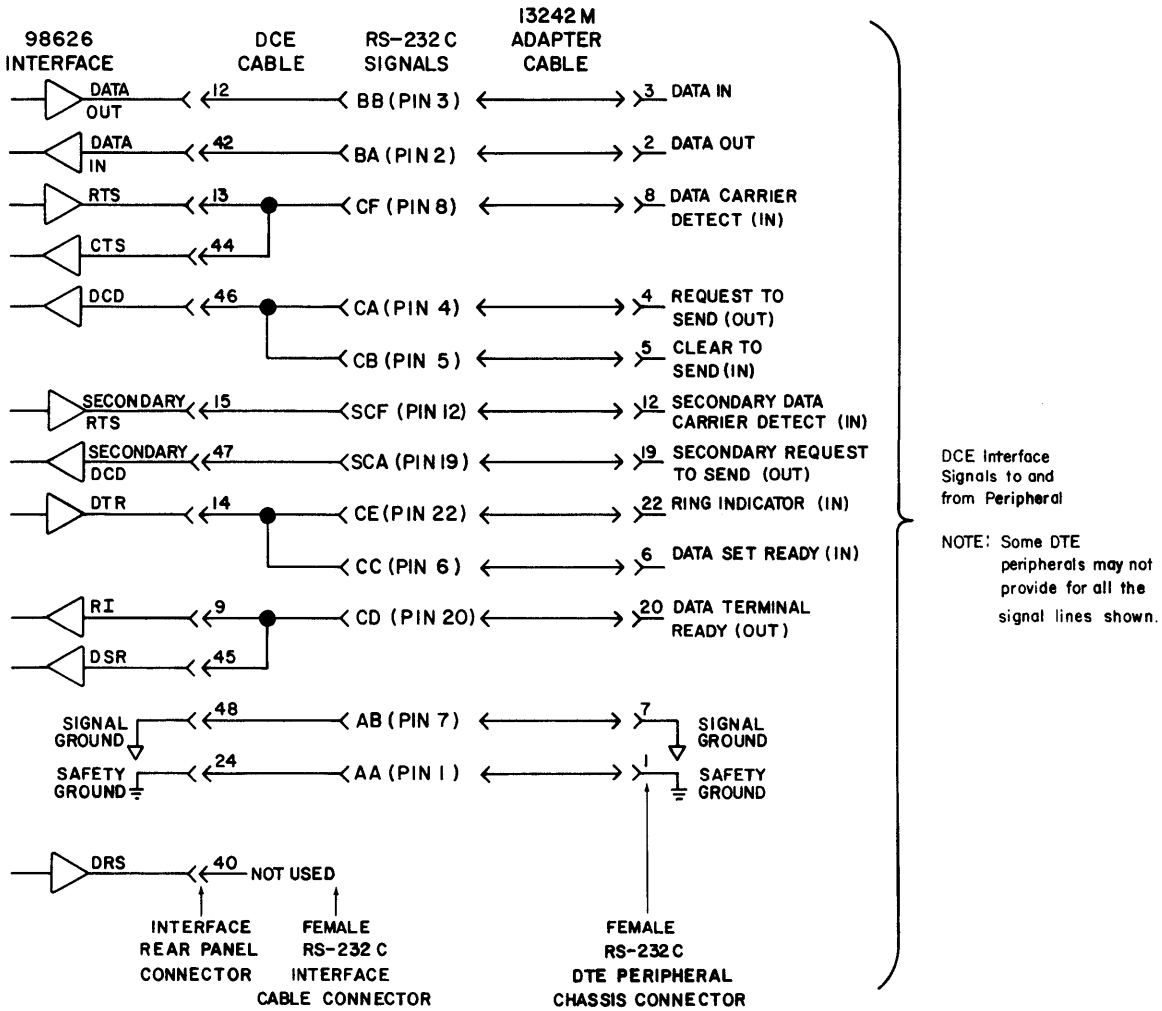 98626
INTERFACE
DCE
CABLE
RS-232C
SIGNALS
13242M
ADAPTER
CABLE
DATA
OUT
12
BB (PIN 3)
3
DATA IN
DATA
IN
42
BA (PIN 2)
2
DATA OUT
RTS
13
CF (PIN 8)
8
DATA CARRIER
DETECT (IN)
CTS
44
DCD
46
CA (PIN 4)
4
REQUEST TO
SEND (OUT)
CB (PIN 5)
5
CLEAR TO
SEND (IN)
SECONDARY
RTS
15
SCF (PIN 12)
12
SECONDARY DATA
CARRIER DETECT (IN)
SECONDARY
DCD
47
SCA (PIN 19)
19
SECONDARY REQUEST
TO SEND (OUT)
DTR
14
CE (PIN 22)
22
RING INDICATOR (IN)
CC (PIN 6)
6
DATA SET READY (IN)
RI
9
CD (PIN 20)
20
DATA TERMINAL
READY (OUT)
DSR
45
SIGNAL
GROUND
48
AB (PIN 7)
7
SIGNAL
GROUND
SAFETY
GROUND
24
AA (PIN 1)
1
SAFETY
GROUND
DRS
40
NOT USED
INTERFACE
REAR PANEL
CONNECTOR
FEMALE
RS-232C
INTERFACE
CABLE CONNECTOR
FEMALE
RS-232C
DTE PERIPHERAL
CHASSIS CONNECTOR
DCE Interface
Signals to and
from Peripheral
NOTE: Some DTE
peripherals may not
provide for all the
signal lines shown.